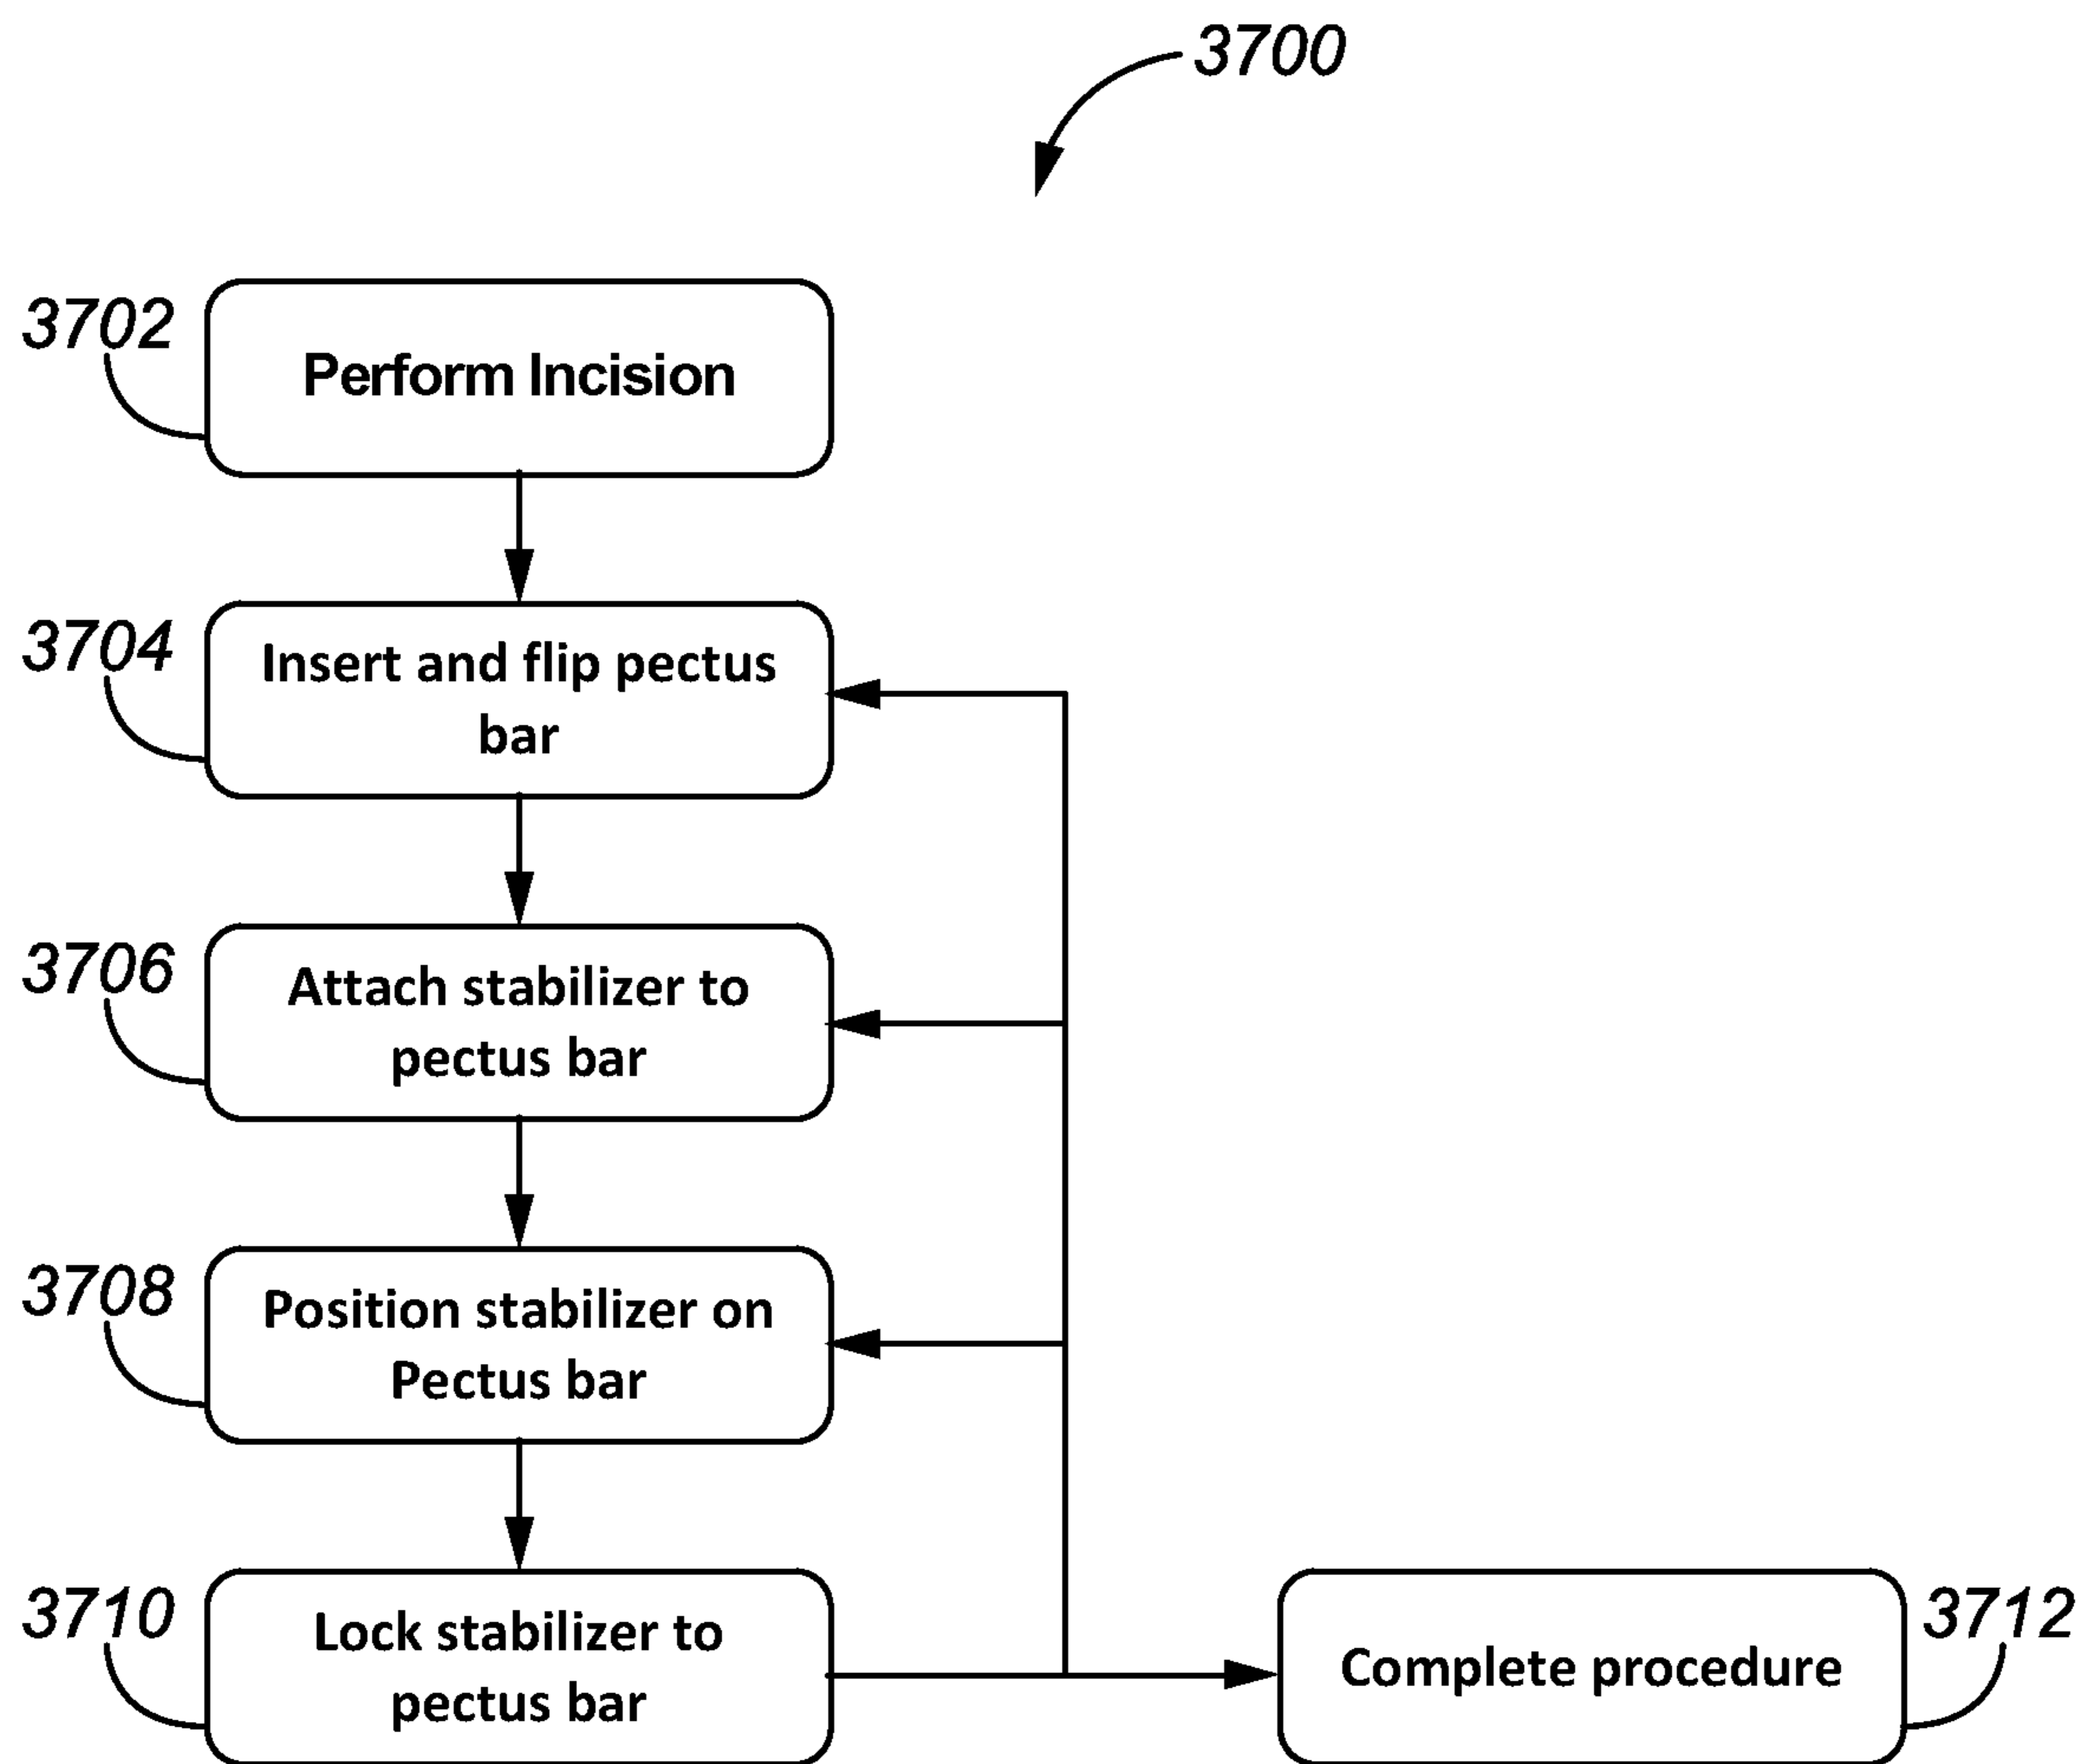 3700
3702
Perform Incision
3704
Insert and flip pectus
bar
3706
Attach stabilizer to
pectus bar
3708
Position stabilizer on
Pectus bar
3710
Lock stabilizer to
pectus bar
Complete procedure
3712